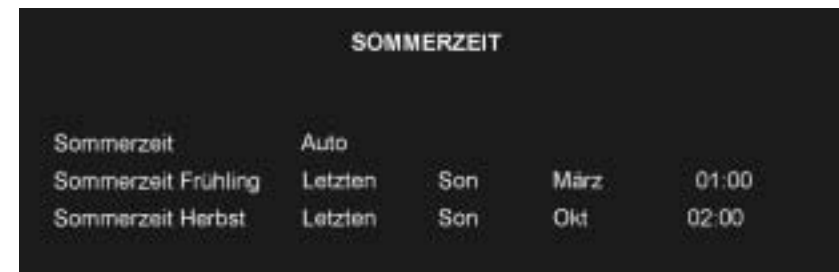 SOMMERZEIT
Sommerzeit Auto
Sommerzeit Frühling Letzten Son März 01:00
Sommerzeit Herbst Letzten Son Okt 02:00